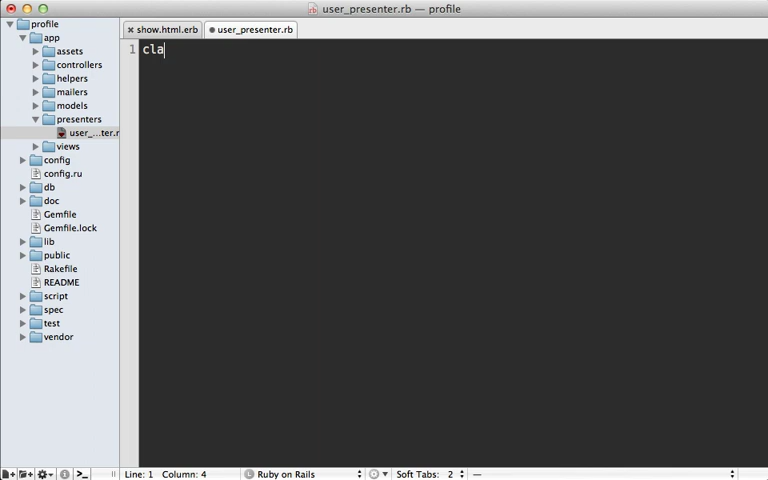 user_presenter.rb — profile
profile
app
assets
controllers
helpers
mailers
models
presenters
user_...ter.r
views
config
config.ru
db
doc
Gemfile
Gemfile.lock
lib
public
Rakefile
README
script
spec
test
vendor
show.html.erb
user_presenter.rb
1 cla
Line: 1 Column: 4
Ruby on Rails
Soft Tabs: 2
—